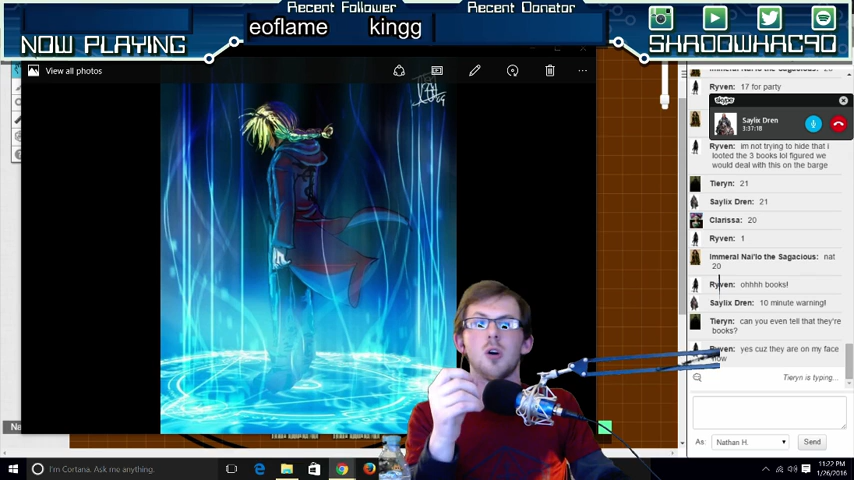 Recent Follower
Recent Donator
eoflame kingg
NOW PLAYING
SHADOWHAC90
View all photos
Ryven: 17 for party
skype
Saylix Dren
3:37:18
Ryven: im not trying to hide that i
looted the 3 books lol figured we
would deal with this on the barge
Tieryn: 21
Saylix Dren: 21
Clarissa: 20
Ryven: 1
Immeral Nai'lo the Sagacious: nat
20
Ryven: ohhhh books!
Saylix Dren: 10 minute warning!
Tieryn: can you even tell that they're
books?
Ryven: yes cuz they are on my face
now
Tieryn is typing...
As: Nathan H. Send
I'm Cortana. Ask me anything.
11:22 PM
1/26/2016